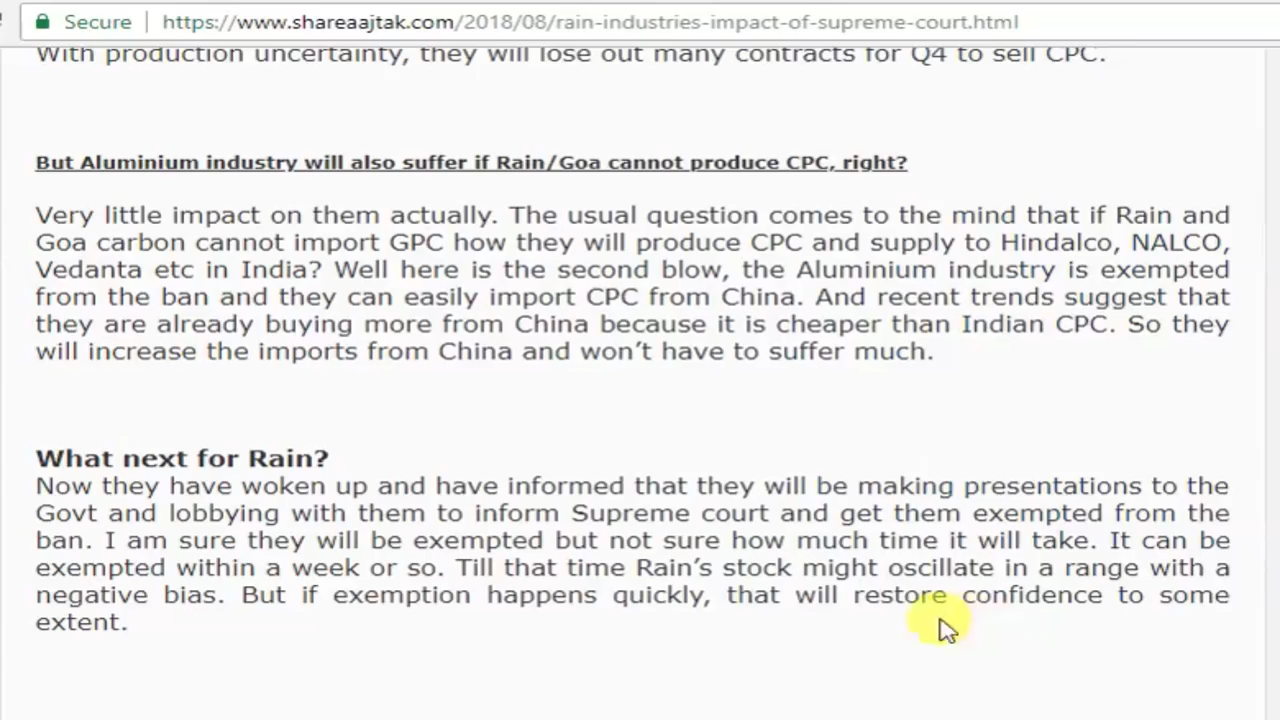 Secure
https://www.shareaajtak.com/2018/08/rain-industries-impact-of-supreme-court.html
With production uncertainty, they will lose out many contracts for Q4 to sell CPC.
But Aluminium industry will also suffer if Rain/Goa cannot produce CPC, right?
Very little impact on them actually. The usual question comes to the mind that if Rain and
Goa carbon cannot import GPC how they will produce CPC and supply to Hindalco, NALCO,
Vedanta etc in India? Well here is the second blow, the Aluminium industry is exempted
from the ban and they can easily import CPC from China. And recent trends suggest that
they are already buying more from China because it is cheaper than Indian CPC. So they
will increase the imports from China and won’t have to suffer much.
What next for Rain?
Now they have woken up and have informed that they will be making presentations to the
Govt and lobbying with them to inform Supreme court and get them exempted from the
ban. I am sure they will be exempted but not sure how much time it will take. It can be
exempted within a week or so. Till that time Rain’s stock might oscillate in a range with a
negative bias. But if exemption happens quickly, that will restore confidence to some
extent.